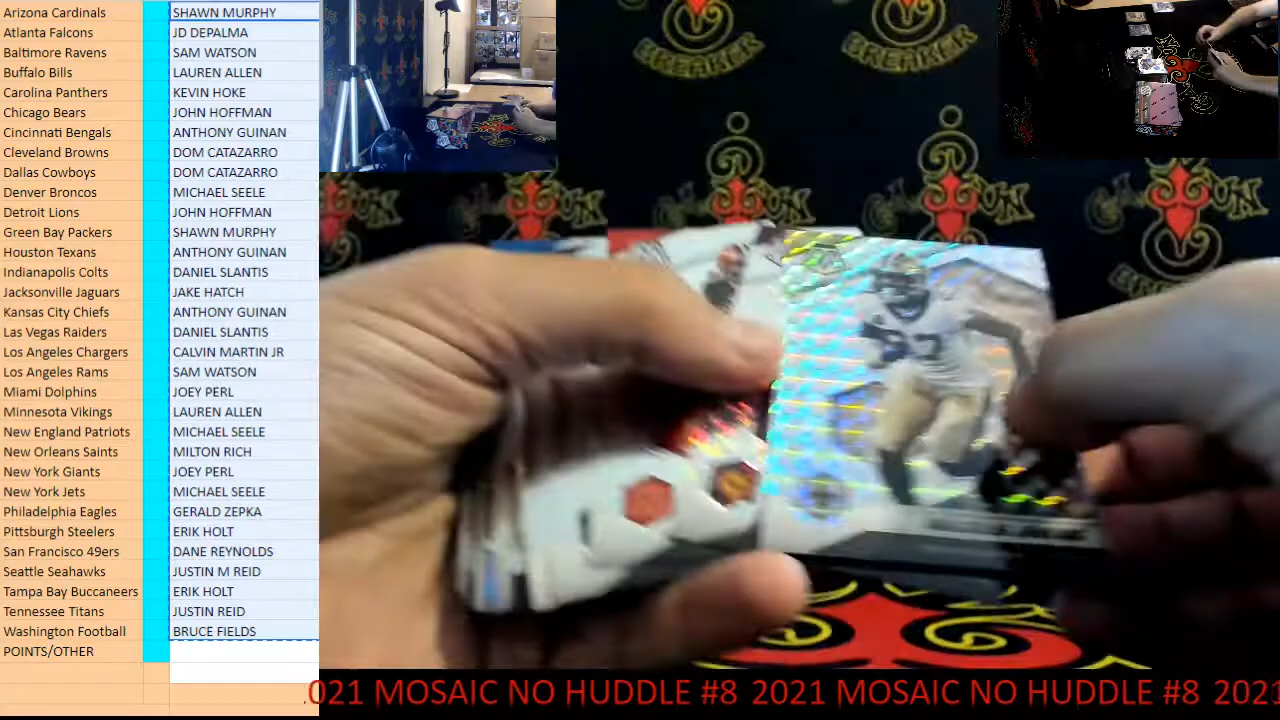 Arizona Cardinals SHAWN MURPHY
Atlanta Falcons JD DEPALMA
Baltimore Ravens SAM WATSON
Buffalo Bills LAUREN ALLEN
Carolina Panthers KEVIN HOKE
Chicago Bears JOHN HOFFMAN
Cincinnati Bengals ANTHONY GUINAN
Cleveland Browns DOM CATAZARRO
Dallas Cowboys DOM CATAZARRO
Denver Broncos MICHAEL SEELE
Detroit Lions JOHN HOFFMAN
Green Bay Packers SHAWN MURPHY
Houston Texans ANTHONY GUINAN
Indianapolis Colts DANIEL SLANTIS
Jacksonville Jaguars JAKE HATCH
Kansas City Chiefs ANTHONY GUINAN
Las Vegas Raiders DANIEL SLANTIS
Los Angeles Chargers CALVIN MARTIN JR
Los Angeles Rams SAM WATSON
Miami Dolphins JOEY PERL
Minnesota Vikings LAUREN ALLEN
New England Patriots MICHAEL SEELE
New Orleans Saints MILTON RICH
New York Giants JOEY PERL
New York Jets MICHAEL SEELE
Philadelphia Eagles GERALD ZEPKA
Pittsburgh Steelers ERIK HOLT
San Francisco 49ers DANE REYNOLDS
Seattle Seahawks JUSTIN M REID
Tampa Bay Buccaneers ERIK HOLT
Tennessee Titans JUSTIN REID
Washington Football BRUCE FIELDS
POINTS/OTHER
BREAKER
BREAKER
021 MOSAIC NO HUDDLE #8 2021 MOSAIC NO HUDDLE #8 2021